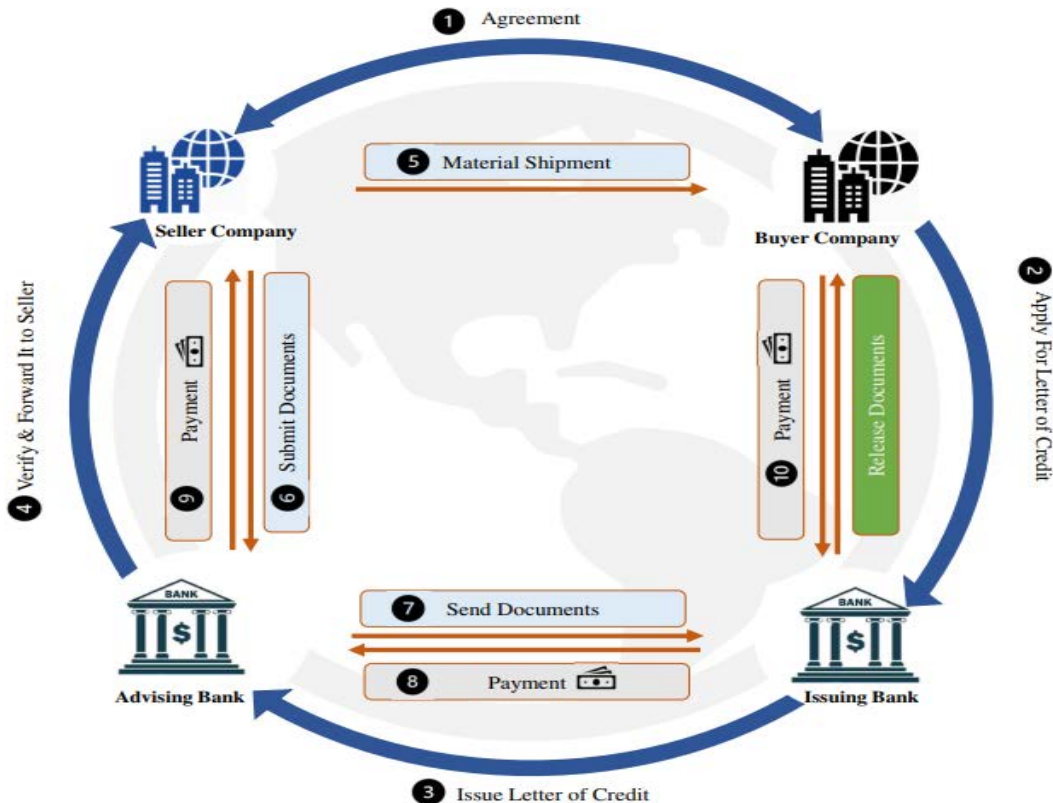 1 Agreement
5 Material Shipment
Seller Company
Buyer Company
2 Apply For Letter of Credit
4 Verify & Forward It to Seller
9 Payment
6 Submit Documents
10 Payment
Release Documents
BANK
$
Advising Bank
BANK
$
Issuing Bank
7 Send Documents
8 Payment
3 Issue Letter of Credit